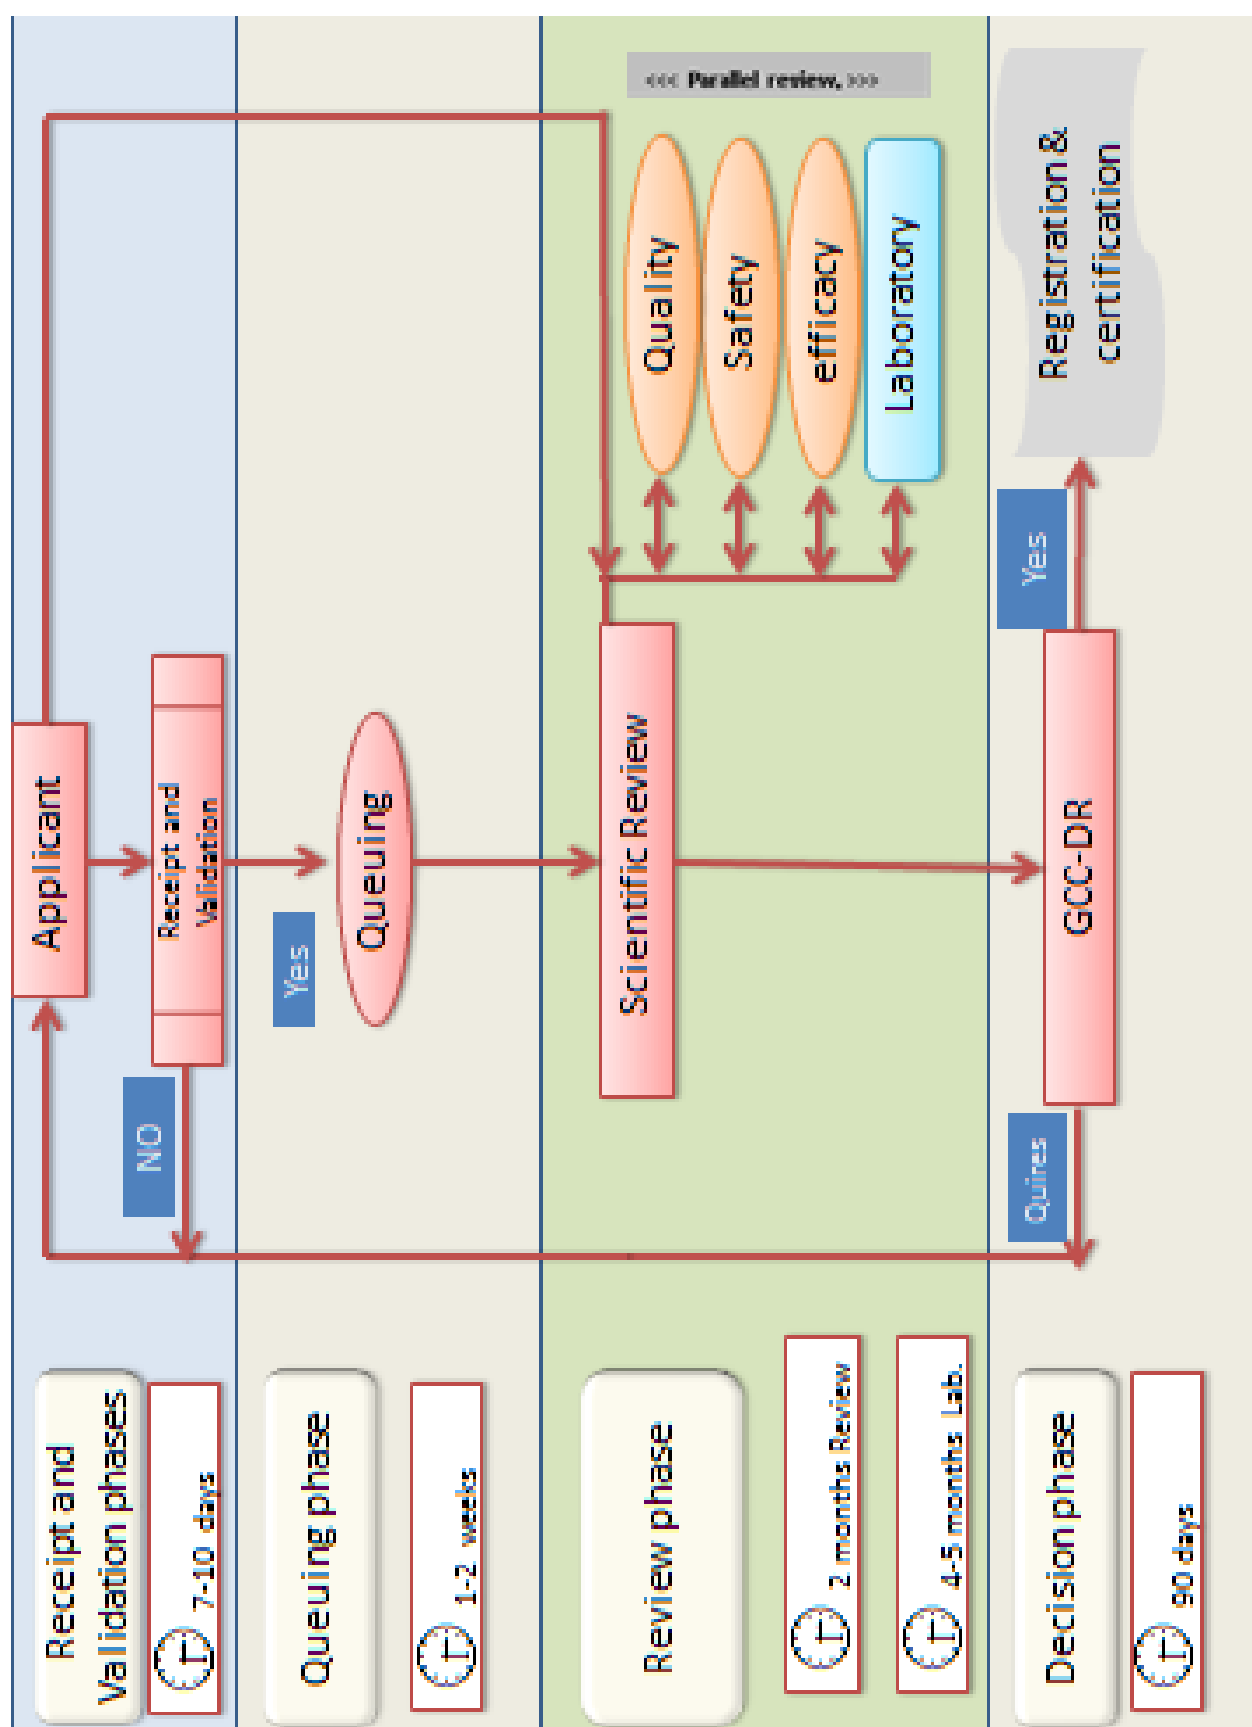 Receipt and
Validation phases
7-10 days
Applicant
Receipt and
Validation
NO
Queuing phase
1-2 weeks
Yes
Queuing
Review phase
2 months Review
4-5 months Lab.
Scientific Review
<<< Parallel review. >>>
Quality
Safety
efficacy
Laboratory
Decision phase
90 days
Quires
GCC-DR
Yes
Registration &
certification